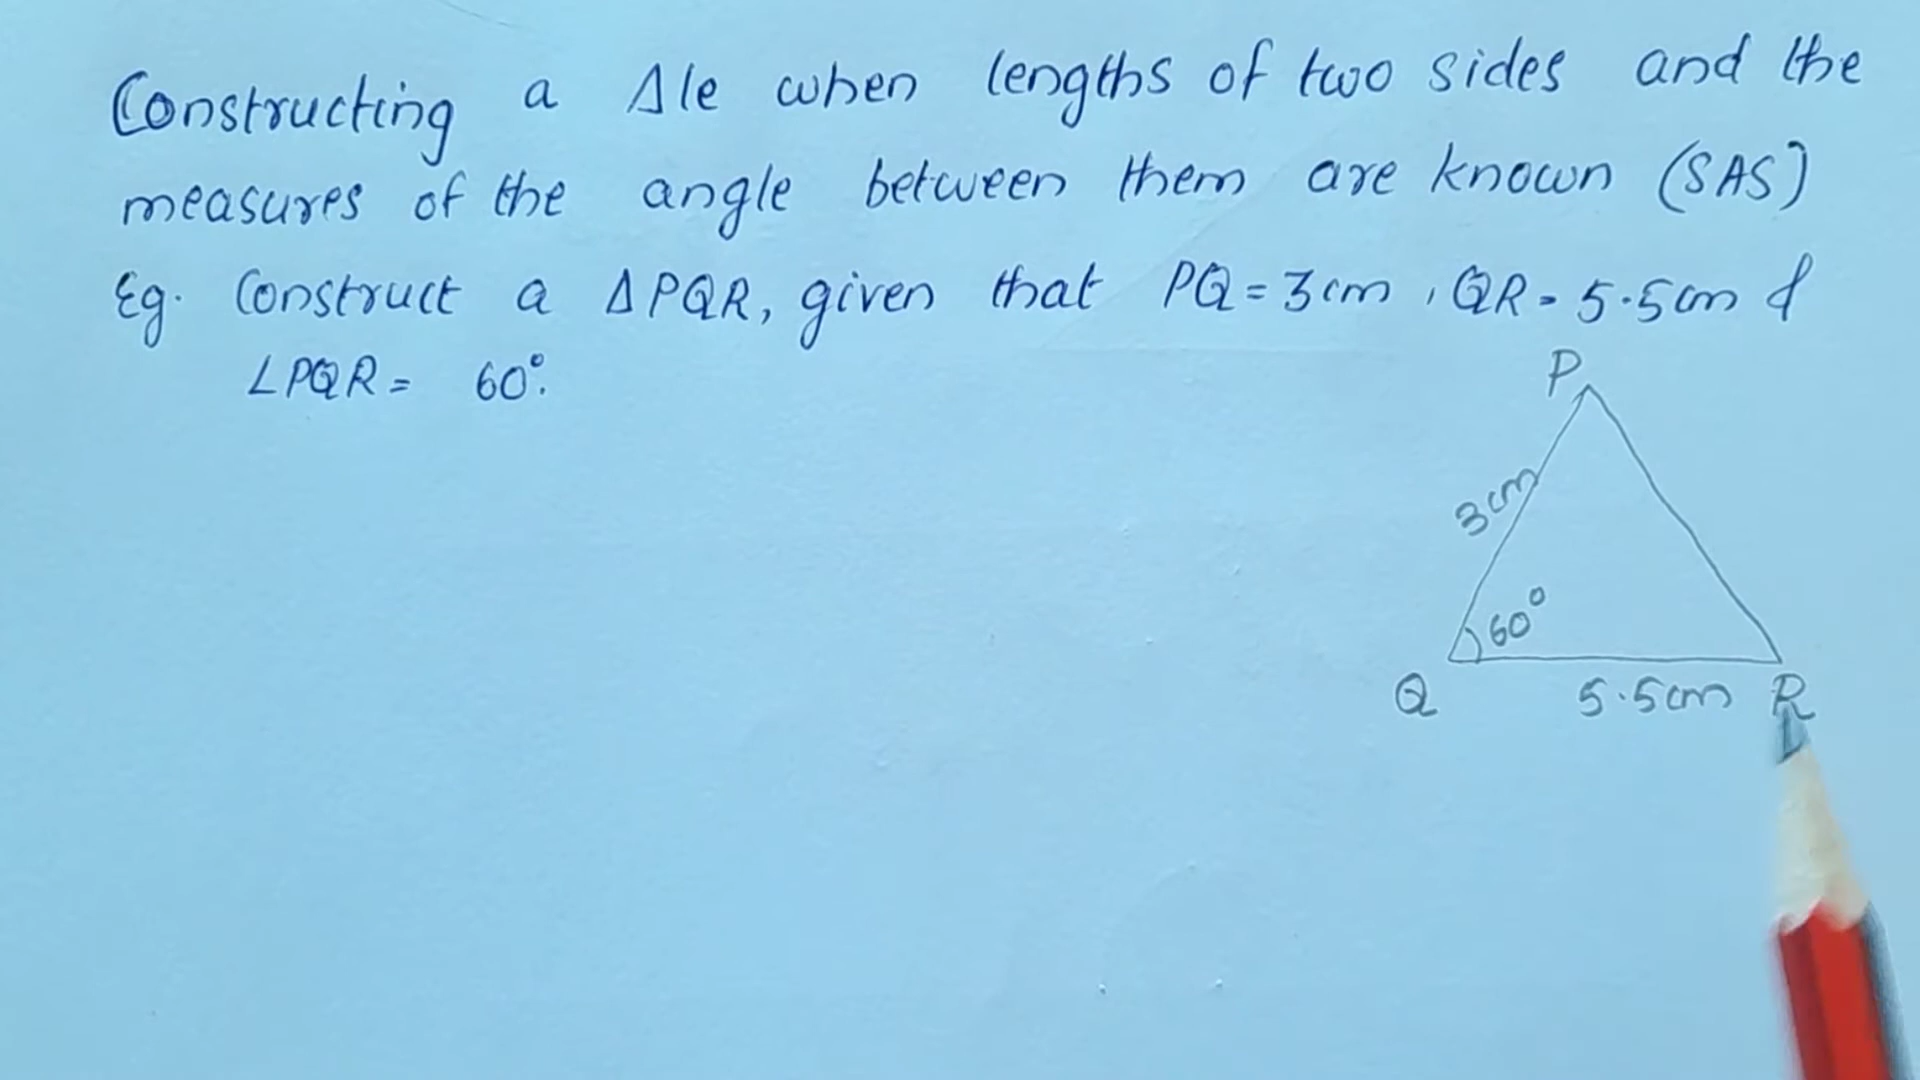 Constructing a Δle when lengths of two sides and the
measures of the angle between them are known (SAS)
Eg. Construct a ΔPQR, given that PQ = 3cm, QR = 5.5cm &
∠PQR = 60°.
P
3cm
60°
Q 5.5cm R